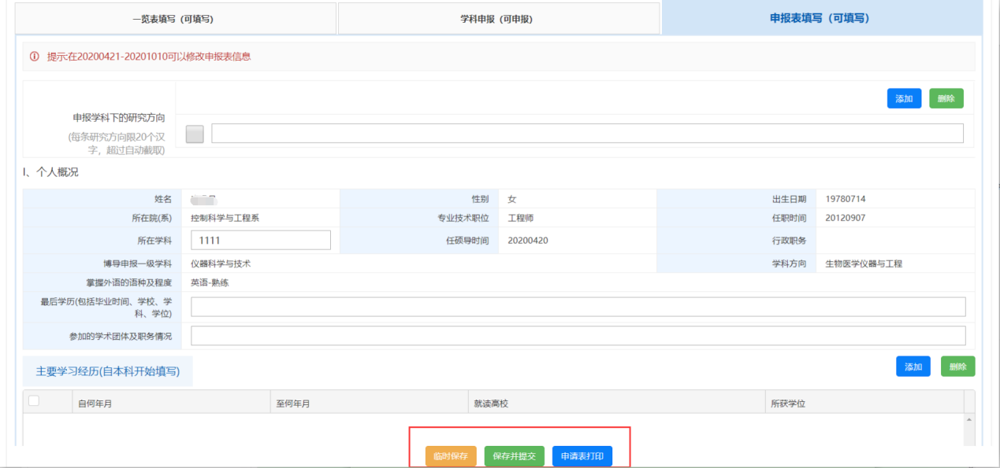 一览表填写（可填写） 学科申报（可申报） 申报表填写（可填写）
提示:在20200421-20201010可以修改申报表信息
添加 删除
申报学科下的研究方向
(每条研究方向限20个汉
字，超过自动截取)
I、个人概况
姓名 性别 女 出生日期 19780714
所在院(系) 控制科学与工程系 专业技术职位 工程师 任职时间 20120907
所在学科 1111 任硕导时间 20200420 行政职务
博导申报一级学科 仪器科学与技术 学科方向 生物医学仪器与工程
掌握外语的语种及程度 英语-熟练
最后学历(包括毕业时间、学校、学
科、学位)
参加的学术团体及职务情况
主要学习经历(自本科开始填写) 添加 删除
自何年月 至何年月 就读高校 所获学位
临时保存 保存并提交 申请表打印